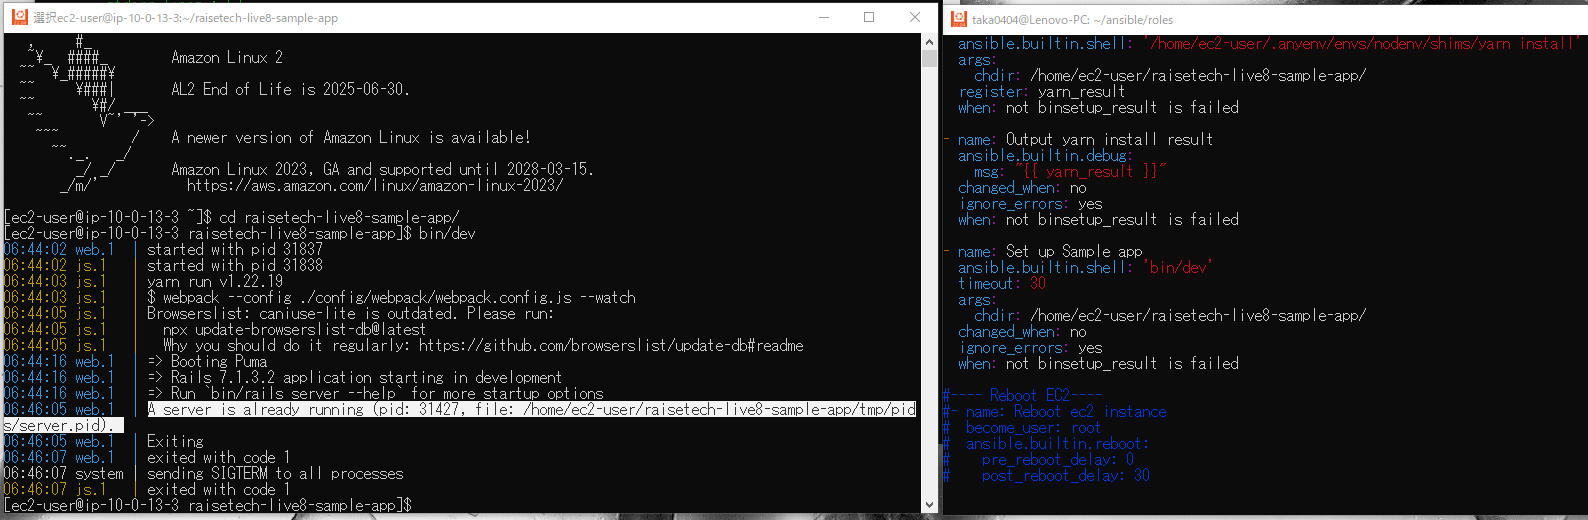 選択ec2-user@ip-10-0-13-3:~/raisetech-live8-sample-app
      ,     #_
      ~\_  ####_        Amazon Linux 2
     ~~  \_#####\
     ~~     \###|       AL2 End of Life is 2025-06-30.
     ~~       \#/ ___
      ~~       V~' '->
       ~~~         /    A newer version of Amazon Linux is available!
         ~~._.   _/
            _/ _/       Amazon Linux 2023, GA and supported until 2028-03-15.
          _/m/'           https://aws.amazon.com/linux/amazon-linux-2023/
[ec2-user@ip-10-0-13-3 ~]$ cd raisetech-live8-sample-app/
[ec2-user@ip-10-0-13-3 raisetech-live8-sample-app]$ bin/dev
06:44:02 web.1  | started with pid 31837
06:44:02 js.1   | started with pid 31838
06:44:03 js.1   | yarn run v1.22.19
06:44:03 js.1   | $ webpack --config ./config/webpack/webpack.config.js --watch
06:44:05 js.1   | Browserslist: caniuse-lite is outdated. Please run:
06:44:05 js.1   |   npx update-browserslist-db@latest
06:44:05 js.1   |   Why you should do it regularly: https://github.com/browserslist/update-db#readme
06:44:16 web.1  | => Booting Puma
06:44:16 web.1  | => Rails 7.1.3.2 application starting in development
06:44:16 web.1  | => Run `bin/rails server --help` for more startup options
06:46:05 web.1  | A server is already running (pid: 31427, file: /home/ec2-user/raisetech-live8-sample-app/tmp/pid
s/server.pid).
06:46:05 web.1  | Exiting
06:46:07 web.1  | exited with code 1
06:46:07 system | sending SIGTERM to all processes
06:46:07 js.1   | exited with code 1
[ec2-user@ip-10-0-13-3 raisetech-live8-sample-app]$
taka0404@Lenovo-PC: ~/ansible/roles
  ansible.builtin.shell: '/home/ec2-user/.anyenv/envs/nodenv/shims/yarn install'
  args:
    chdir: /home/ec2-user/raisetech-live8-sample-app/
  register: yarn_result
  when: not binsetup_result is failed
- name: Output yarn install result
  ansible.builtin.debug:
    msg: "{{ yarn_result }}"
  changed_when: no
  ignore_errors: yes
  when: not binsetup_result is failed
- name: Set up Sample app
  ansible.builtin.shell: 'bin/dev'
  timeout: 30
  args:
    chdir: /home/ec2-user/raisetech-live8-sample-app/
  changed_when: no
  ignore_errors: yes
  when: not binsetup_result is failed
#---- Reboot EC2----
#- name: Reboot ec2 instance
#  become_user: root
#  ansible.builtin.reboot:
#    pre_reboot_delay: 0
#    post_reboot_delay: 30